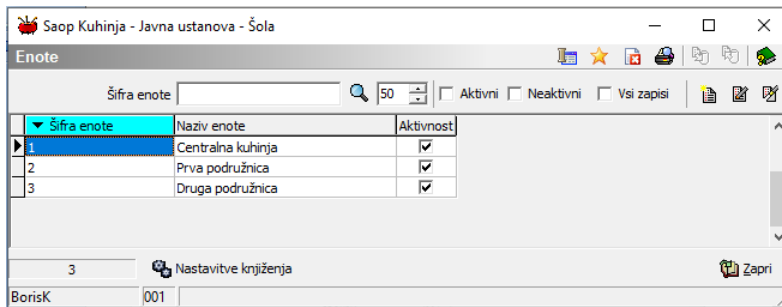 Saop Kuhinja - Javna ustanova - Šola
Enote
Šifra enote 50 Aktivni Neaktivni Vsi zapisi
Šifra enote Naziv enote Aktivnost
1 Centralna kuhinja
2 Prva podružnica
3 Druga podružnica
3 Nastavitve knjiženja Zapri
BorisK 001